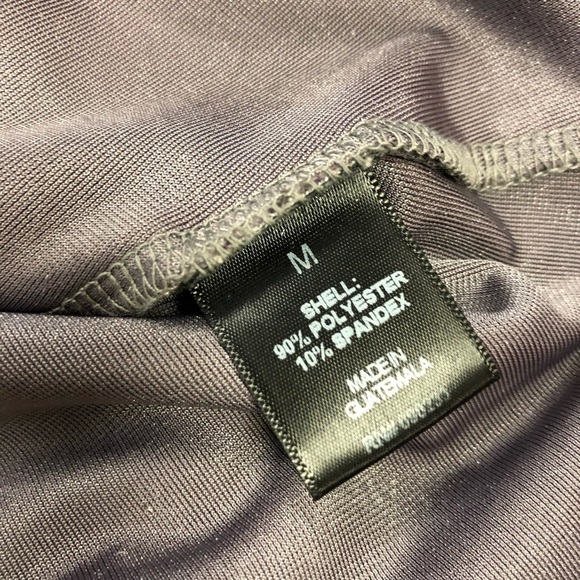 M
SHELL:
90% POLYESTER
10% SPANDEX
MADE IN
GUATEMALA